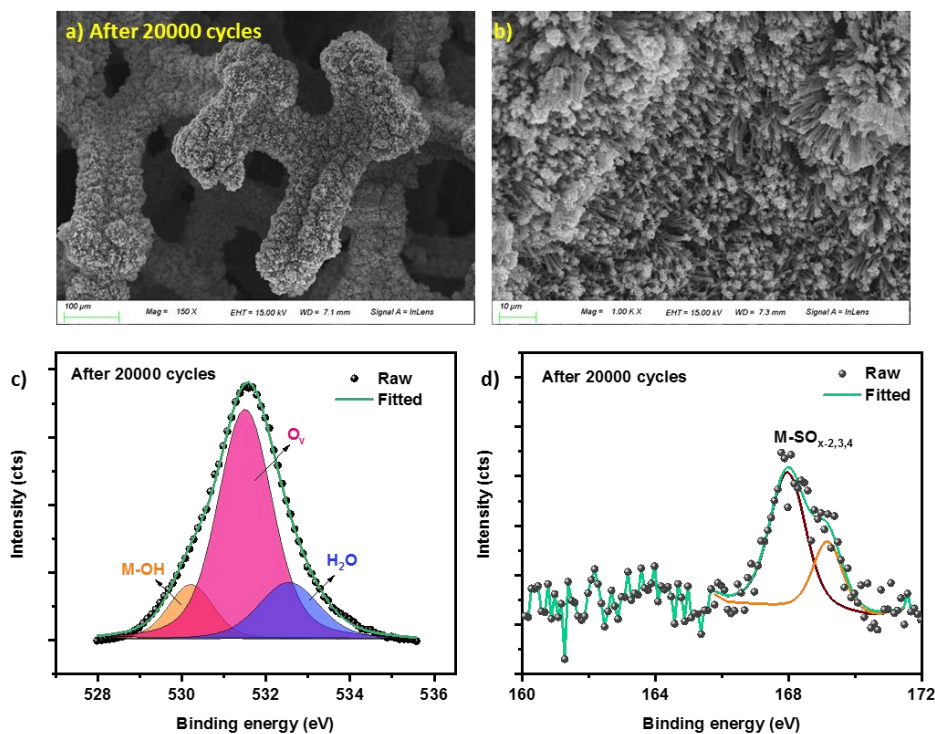 a) After 20000 cycles
100 µm
Mag = 150 X EHT = 15.00 kV WD = 7.1 mm Signal A = InLens
b)
10 µm
Mag = 1.00 K X EHT = 15.00 kV WD = 7.3 mm Signal A = InLens
c)
After 20000 cycles
Raw
Fitted
Oᵥ
M-OH
H₂O
Intensity (cts)
528 530 532 534 536
Binding energy (eV)
d)
After 20000 cycles
Raw
Fitted
M-SOₓ₋₂,₃,₄
Intensity (cts)
160 164 168 172
Binding energy (eV)